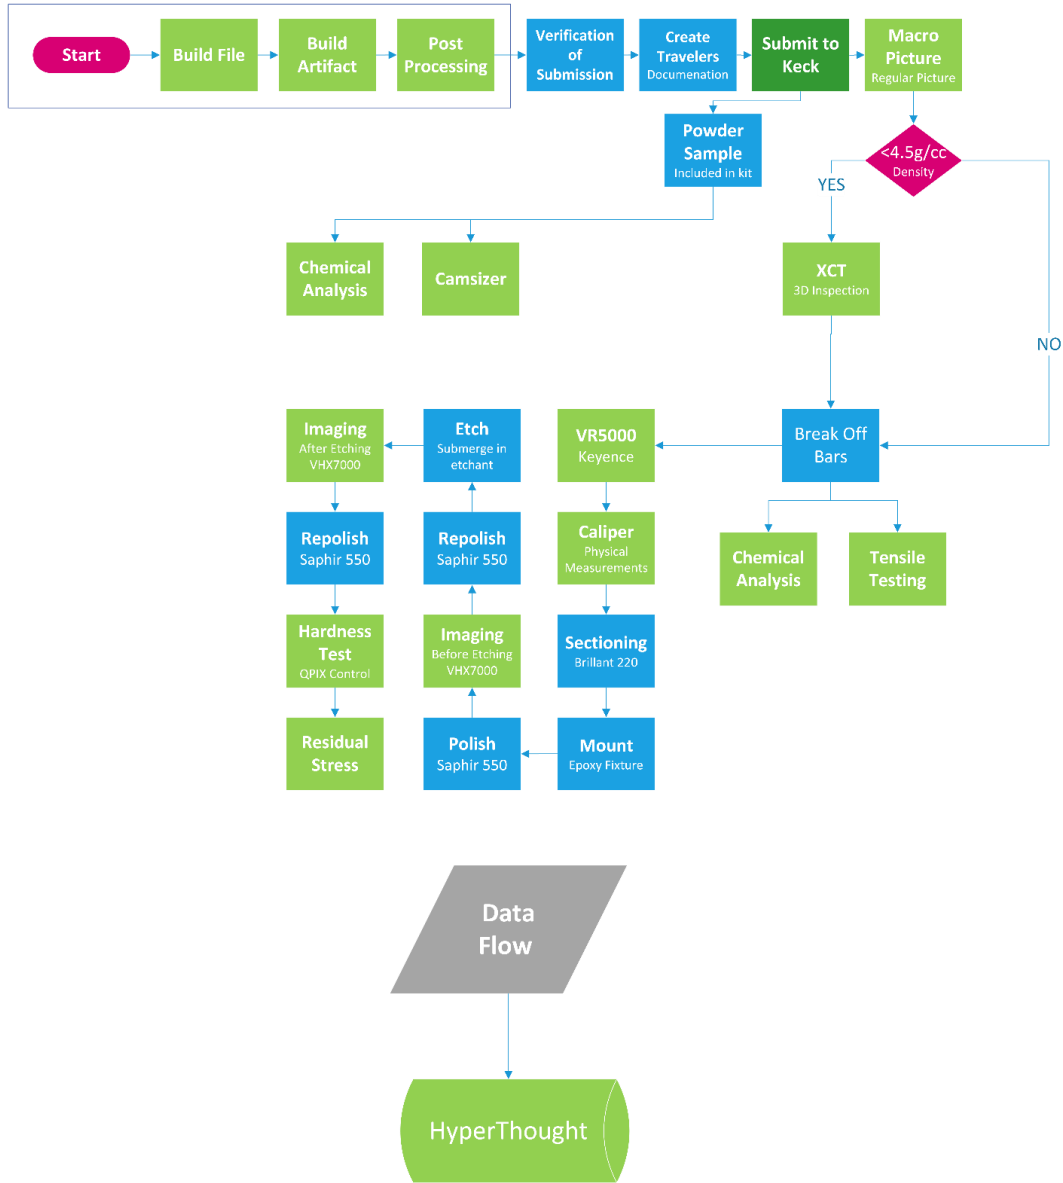 Start
Build File
Build
Artifact
Post
Processing
Verification
of
Submission
Create
Travelers
Documenation
Submit to
Keck
Macro
Picture
Regular Picture
Powder
Sample
Included in kit
<4.5g/cc
Density
YES
NO
Chemical
Analysis
Camsizer
XCT
3D Inspection
Imaging
After Etching
VHX7000
Etch
Submerge in
etchant
VR5000
Keyence
Break Off
Bars
Repolish
Saphir 550
Repolish
Saphir 550
Caliper
Physical
Measurements
Chemical
Analysis
Tensile
Testing
Hardness
Test
QPIX Control
Imaging
Before Etching
VHX7000
Sectioning
Brillant 220
Residual
Stress
Polish
Saphir 550
Mount
Epoxy Fixture
Data
Flow
HyperThought